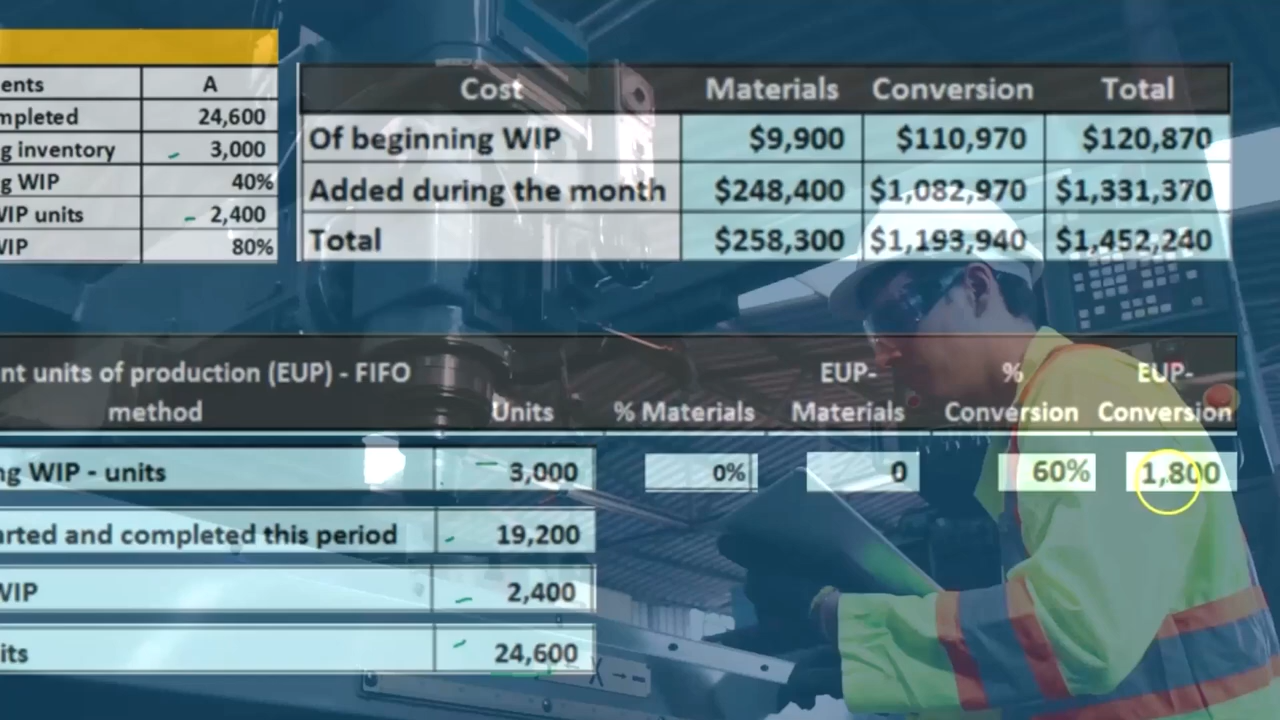 ents A
mpleted 24,600
g inventory 3,000
g WIP 40%
WIP units 2,400
WIP 80%
Cost Materials Conversion Total
Of beginning WIP $9,900 $110,970 $120,870
Added during the month $248,400 $1,082,970 $1,331,370
Total $258,300 $1,193,940 $1,452,240
nt units of production (EUP) - FIFO EUP- % EUP-
method Units % Materials Materials Conversion Conversion
ng WIP - units 3,000 0% 0 60% 1,800
arted and completed this period 19,200
WIP 2,400
its 24,600